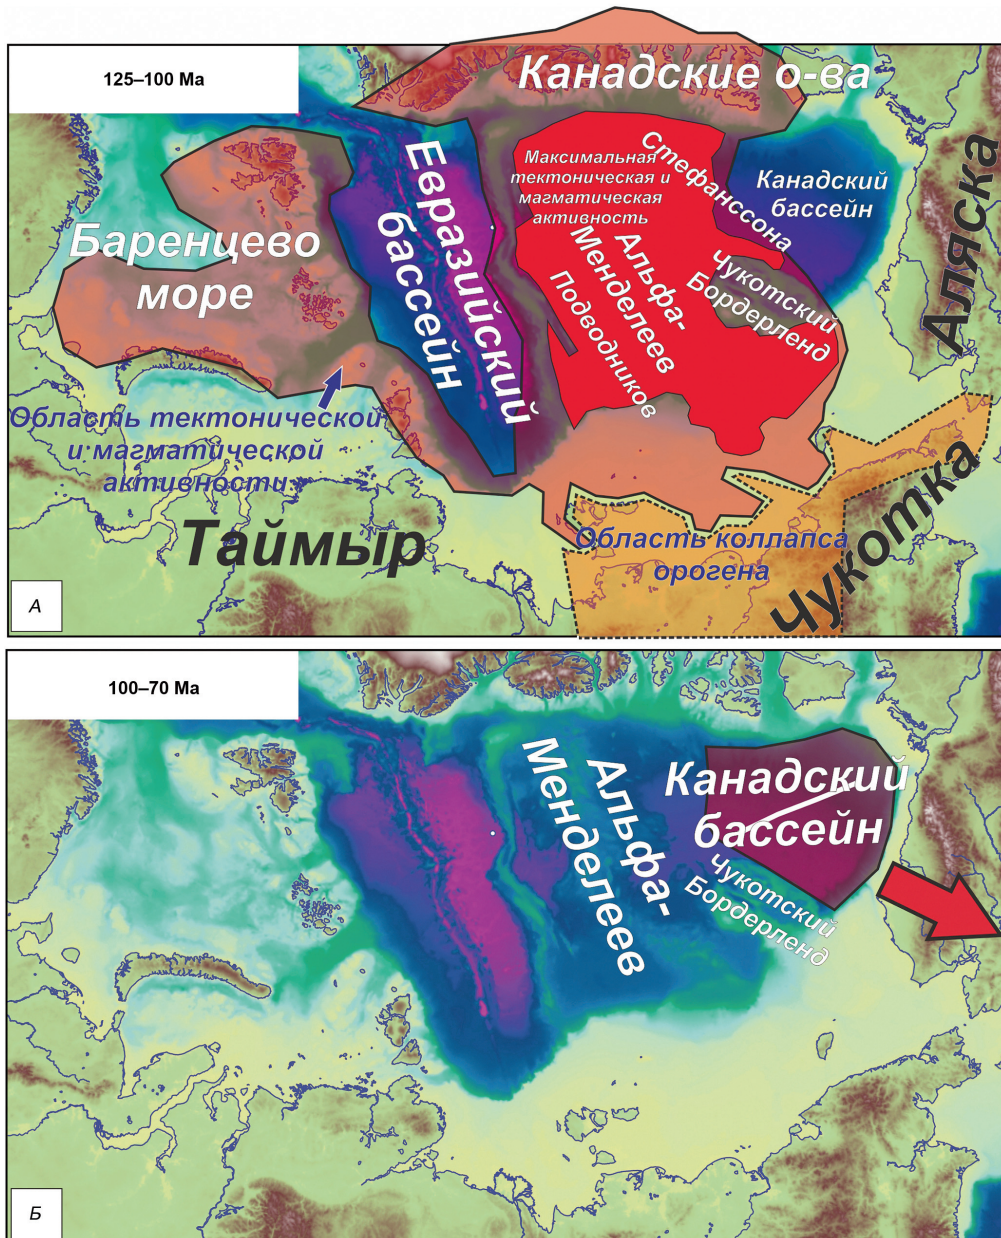 125–100 Ma
Канадские о-ва
Баренцево
море
Евразийский
бассейн
Максимальная
тектоническая и
магматическая
активность
Стефанссона
Канадский
бассейн
Аляска
Альфа-
Менделеев
Подводников
Чукотский
Бордерленд
Область тектонической
и магматической
активности
Таймыр
Область коллапса
орогена
Чукотка
А
100–70 Ma
Альфа-
Менделеев
Канадский
бассейн
Чукотский
Бордерленд
Б